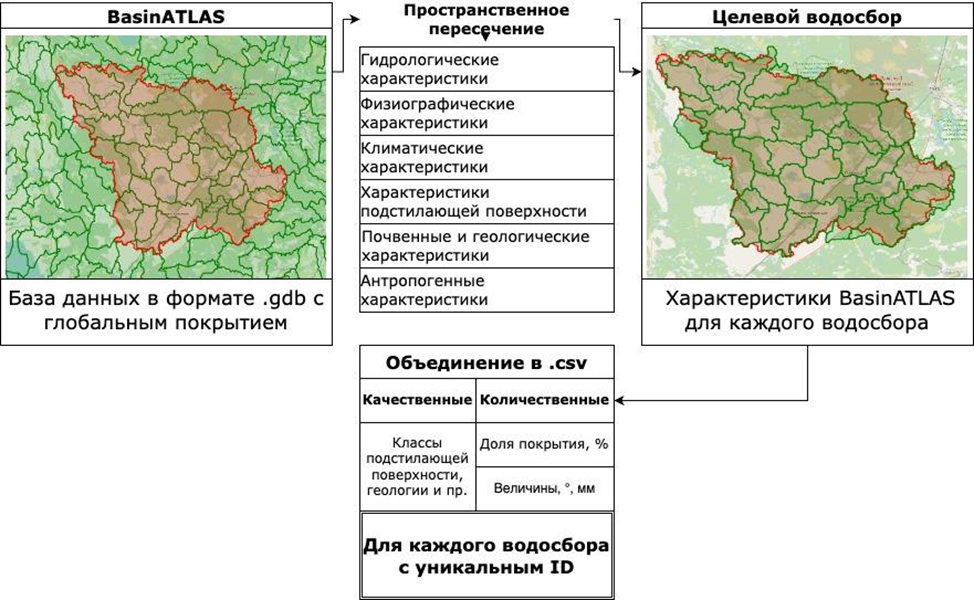 BasinATLAS
База данных в формате .gdb с
глобальным покрытием
Пространственное
пересечение
Гидрологические
характеристики
Физиографические
характеристики
Климатические
характеристики
Характеристики
подстилающей поверхности
Почвенные и геологические
характеристики
Антропогенные
характеристики
Целевой водосбор
Характеристики BasinATLAS
для каждого водосбора
Объединение в .csv
Качественные
Количественные
Классы
подстилающей
поверхности,
геологии и пр.
Доля покрытия, %
Величины, °, мм
Для каждого водосбора
с уникальным ID